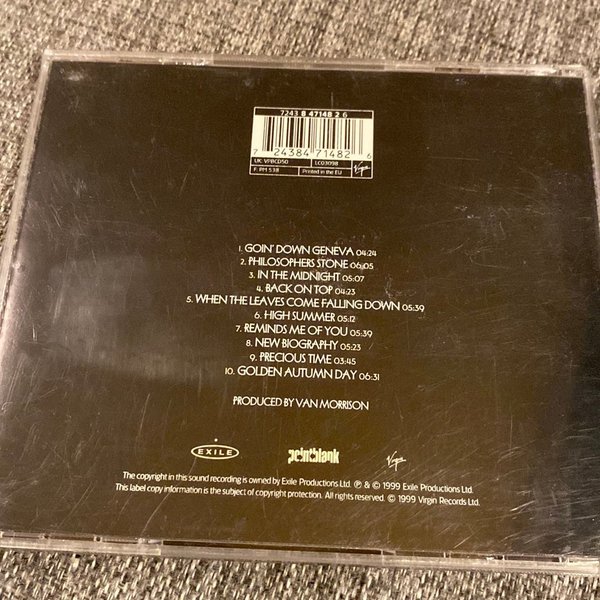 7243 8 47148 2 6
7 24384 71482 6
UK: VPBCD50
LC03098
F: PM 538
Printed in the EU
Virgin
1. GOIN' DOWN GENEVA 04:24
2. PHILOSOPHERS STONE 06:05
3. IN THE MIDNIGHT 05:07
4. BACK ON TOP 04:23
5. WHEN THE LEAVES COME FALLING DOWN 05:39
6. HIGH SUMMER 05:12
7. REMINDS ME OF YOU 05:39
8. NEW BIOGRAPHY 05:23
9. PRECIOUS TIME 03:45
10. GOLDEN AUTUMN DAY 06:31
PRODUCED BY VAN MORRISON
EXILE
pointblank
Virgin
The copyright in this sound recording is owned by Exile Productions Ltd. ℗ & © 1999 Exile Productions Ltd.
This label copy information is the subject of copyright protection. All rights reserved. © 1999 Virgin Records Ltd.